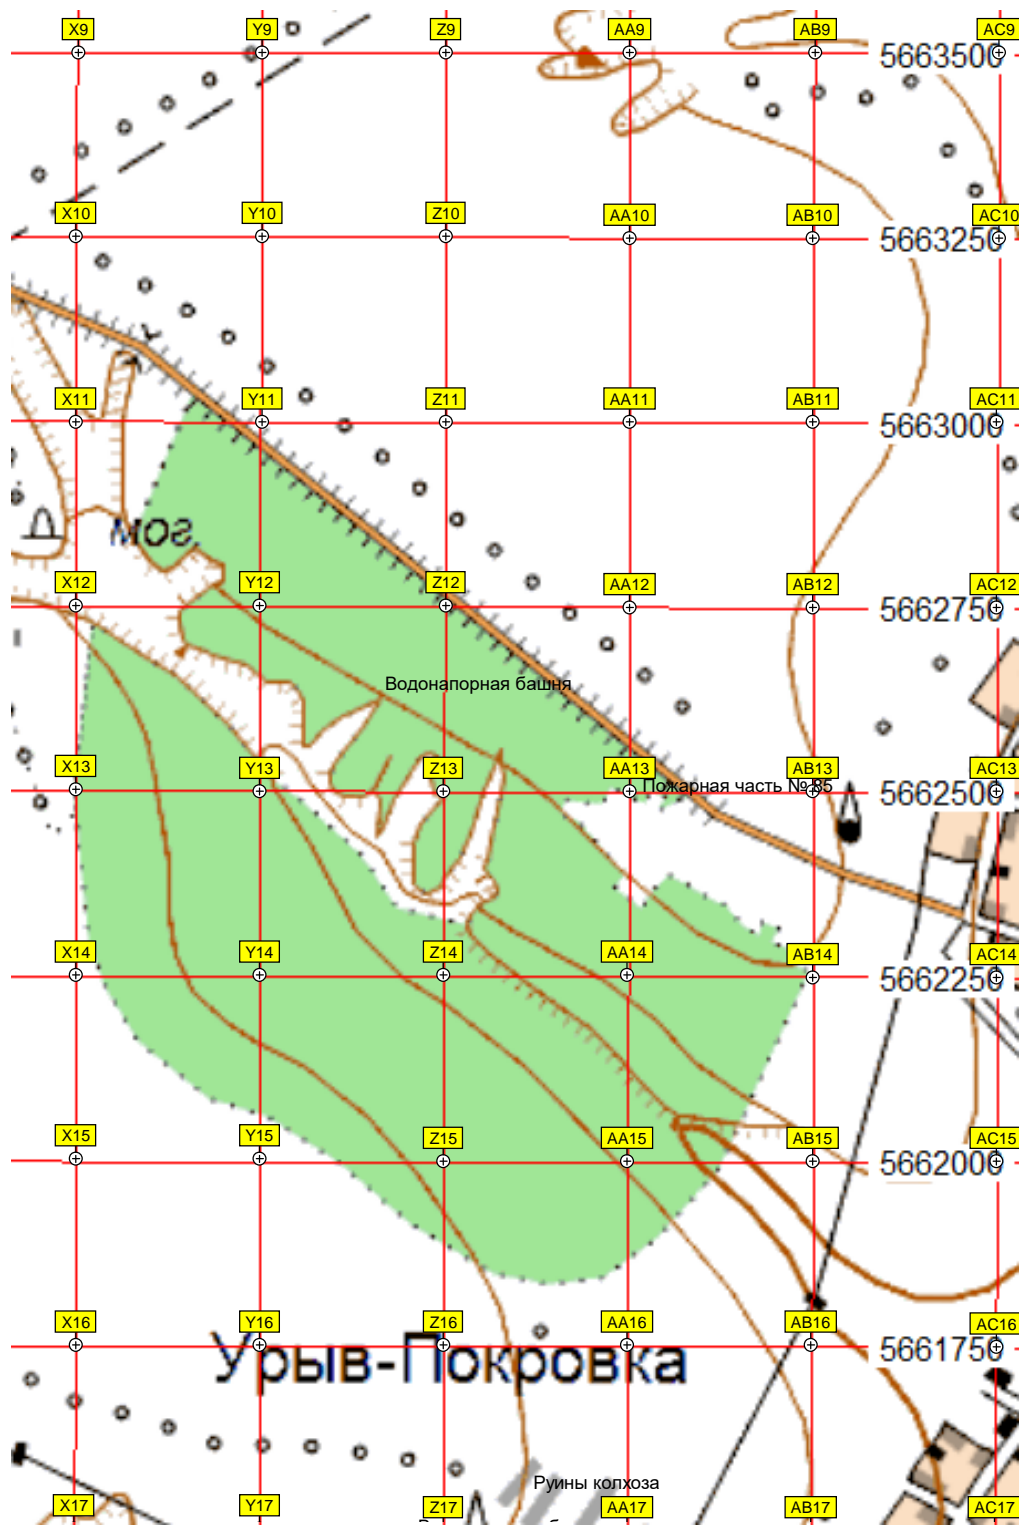 X9 Y9 Z9 AA9 AB9 AC9
5663500
X10 Y10 Z10 AA10 AB10 AC10
5663250
X11 Y11 Z11 AA11 AB11 AC11
5663000
X12 Y12 Z12 AA12 AB12 AC12
5662750
Водонапорная башня
X13 Y13 Z13 AA13 AB13 AC13
Пожарная часть № 85
5662500
X14 Y14 Z14 AA14 AB14 AC14
5662250
X15 Y15 Z15 AA15 AB15 AC15
5662000
X16 Y16 Z16 AA16 AB16 AC16
5661750
Урыв-Покровка
Руины колхоза
X17 Y17 Z17 AA17 AB17 AC17